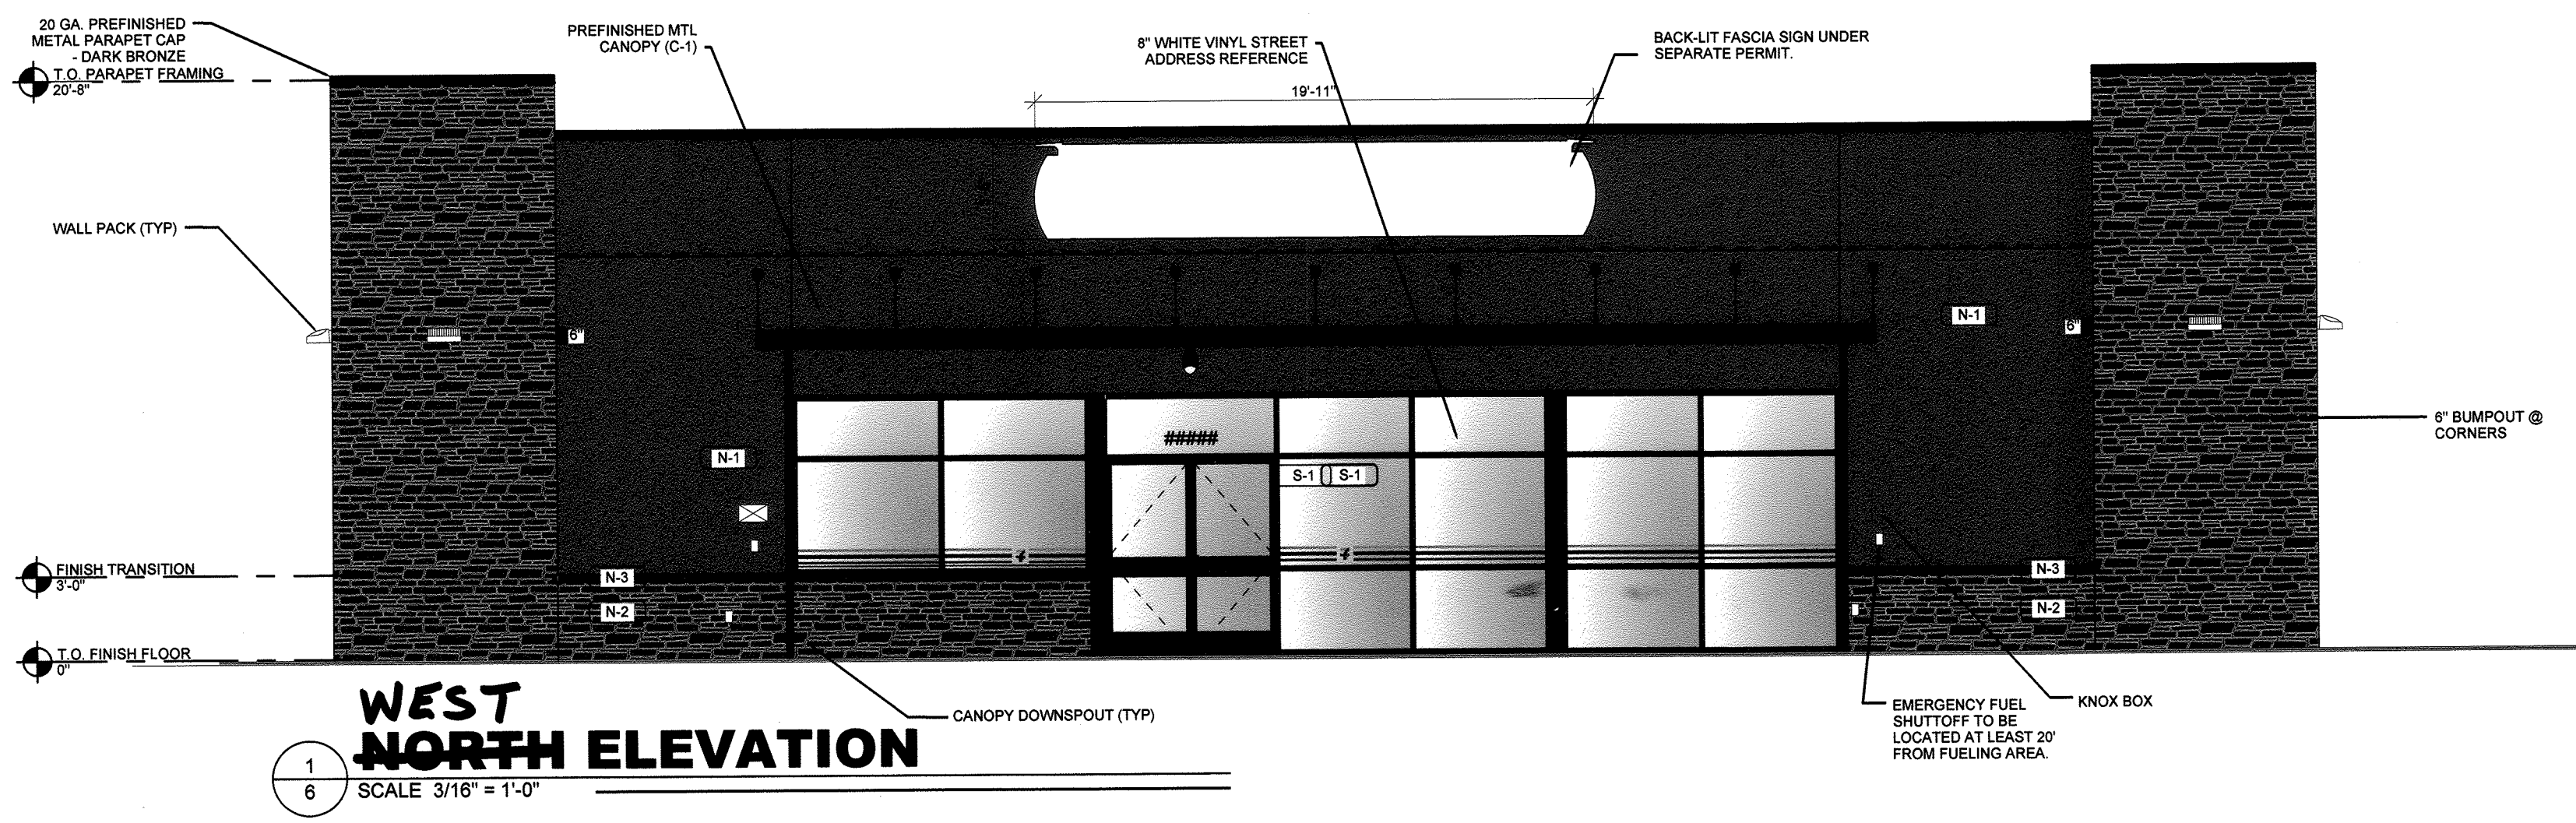 20 GA. PREFINISHED
METAL PARAPET CAP
- DARK BRONZE
T.O. PARAPET FRAMING
20'-8"
PREFINISHED MTL
CANOPY (C-1)
8" WHITE VINYL STREET
ADDRESS REFERENCE
BACK-LIT FASCIA SIGN UNDER
SEPARATE PERMIT.
19'-11"
WALL PACK (TYP)
6"
N-1
6"
6" BUMPOUT @
CORNERS
#####
N-1
S-1 S-1
FINISH TRANSITION
3'-0"
N-3
N-3
N-2
N-2
T.O. FINISH FLOOR
0"
CANOPY DOWNSPOUT (TYP)
EMERGENCY FUEL
SHUTTOFF TO BE
LOCATED AT LEAST 20'
FROM FUELING AREA.
KNOX BOX
WEST
NORTH ELEVATION
1
6
SCALE 3/16" = 1'-0"